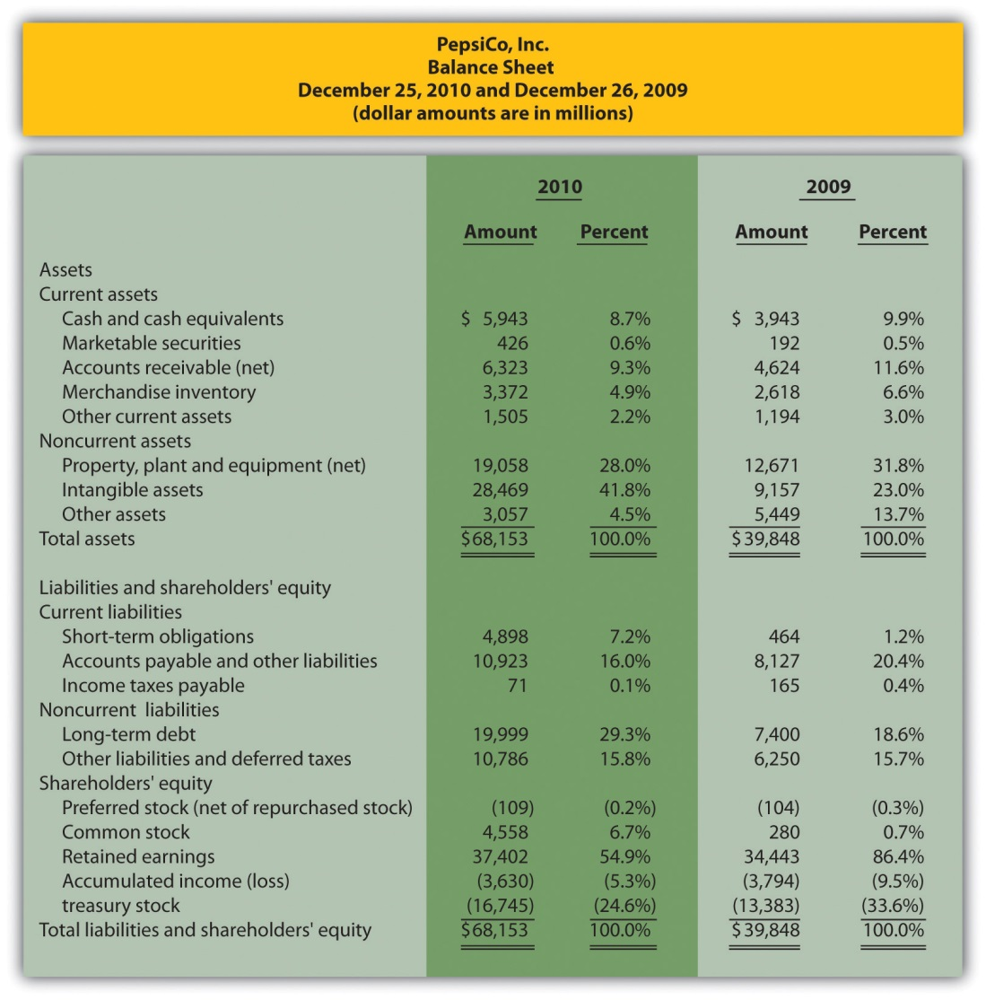 PepsiCo, Inc.
Balance Sheet
December 25, 2010 and December 26, 2009
(dollar amounts are in millions)
2010 2009
Amount Percent Amount Percent
Assets
Current assets
Cash and cash equivalents $ 5,943 8.7% $ 3,943 9.9%
Marketable securities 426 0.6% 192 0.5%
Accounts receivable (net) 6,323 9.3% 4,624 11.6%
Merchandise inventory 3,372 4.9% 2,618 6.6%
Other current assets 1,505 2.2% 1,194 3.0%
Noncurrent assets
Property, plant and equipment (net) 19,058 28.0% 12,671 31.8%
Intangible assets 28,469 41.8% 9,157 23.0%
Other assets 3,057 4.5% 5,449 13.7%
Total assets $68,153 100.0% $39,848 100.0%
Liabilities and shareholders' equity
Current liabilities
Short-term obligations 4,898 7.2% 464 1.2%
Accounts payable and other liabilities 10,923 16.0% 8,127 20.4%
Income taxes payable 71 0.1% 165 0.4%
Noncurrent liabilities
Long-term debt 19,999 29.3% 7,400 18.6%
Other liabilities and deferred taxes 10,786 15.8% 6,250 15.7%
Shareholders' equity
Preferred stock (net of repurchased stock) (109) (0.2%) (104) (0.3%)
Common stock 4,558 6.7% 280 0.7%
Retained earnings 37,402 54.9% 34,443 86.4%
Accumulated income (loss) (3,630) (5.3%) (3,794) (9.5%)
treasury stock (16,745) (24.6%) (13,383) (33.6%)
Total liabilities and shareholders' equity $68,153 100.0% $39,848 100.0%